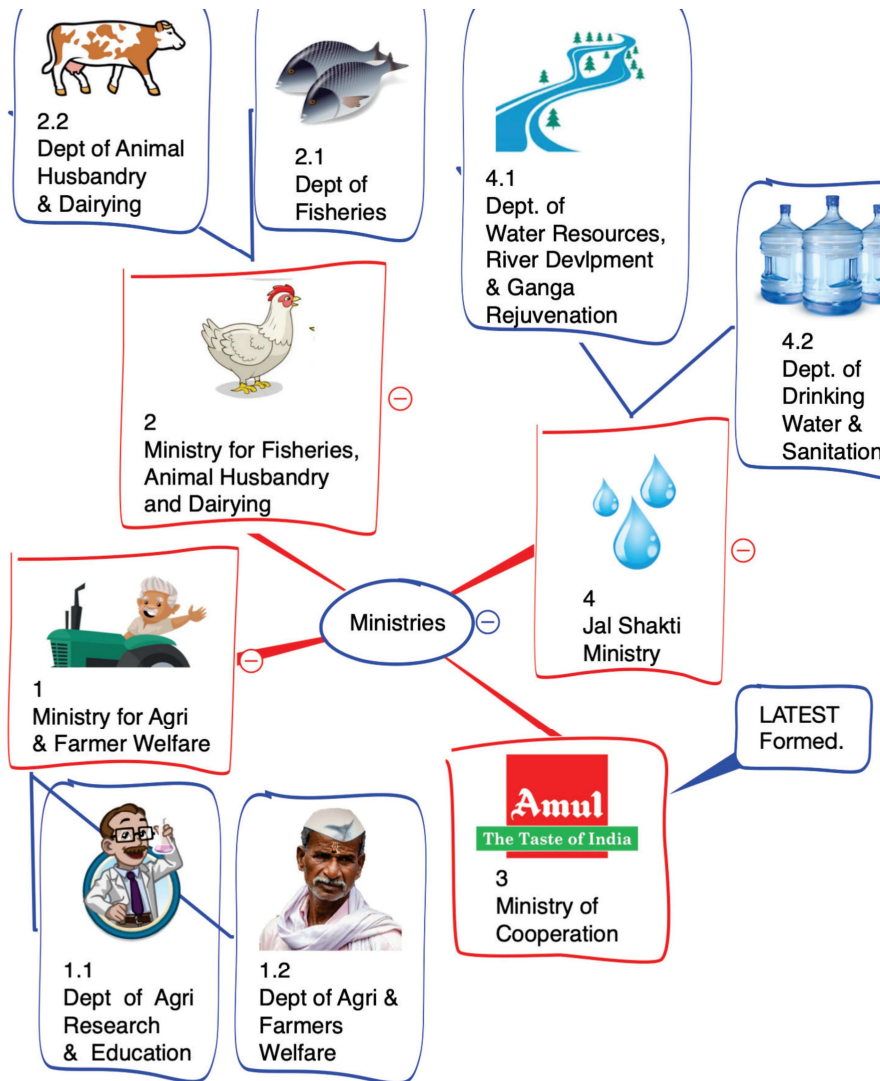 2.2
Dept of Animal
Husbandry
& Dairying
2.1
Dept of
Fisheries
4.1
Dept. of
Water Resources,
River Devlpment
& Ganga
Rejuvenation
4.2
Dept. of
Drinking
Water &
Sanitation
2
Ministry for Fisheries,
Animal Husbandry
and Dairying
4
Jal Shakti
Ministry
Ministries
1
Ministry for Agri
& Farmer Welfare
LATEST
Formed.
Amul
The Taste of India
3
Ministry of
Cooperation
1.1
Dept of Agri
Research
& Education
1.2
Dept of Agri &
Farmers
Welfare